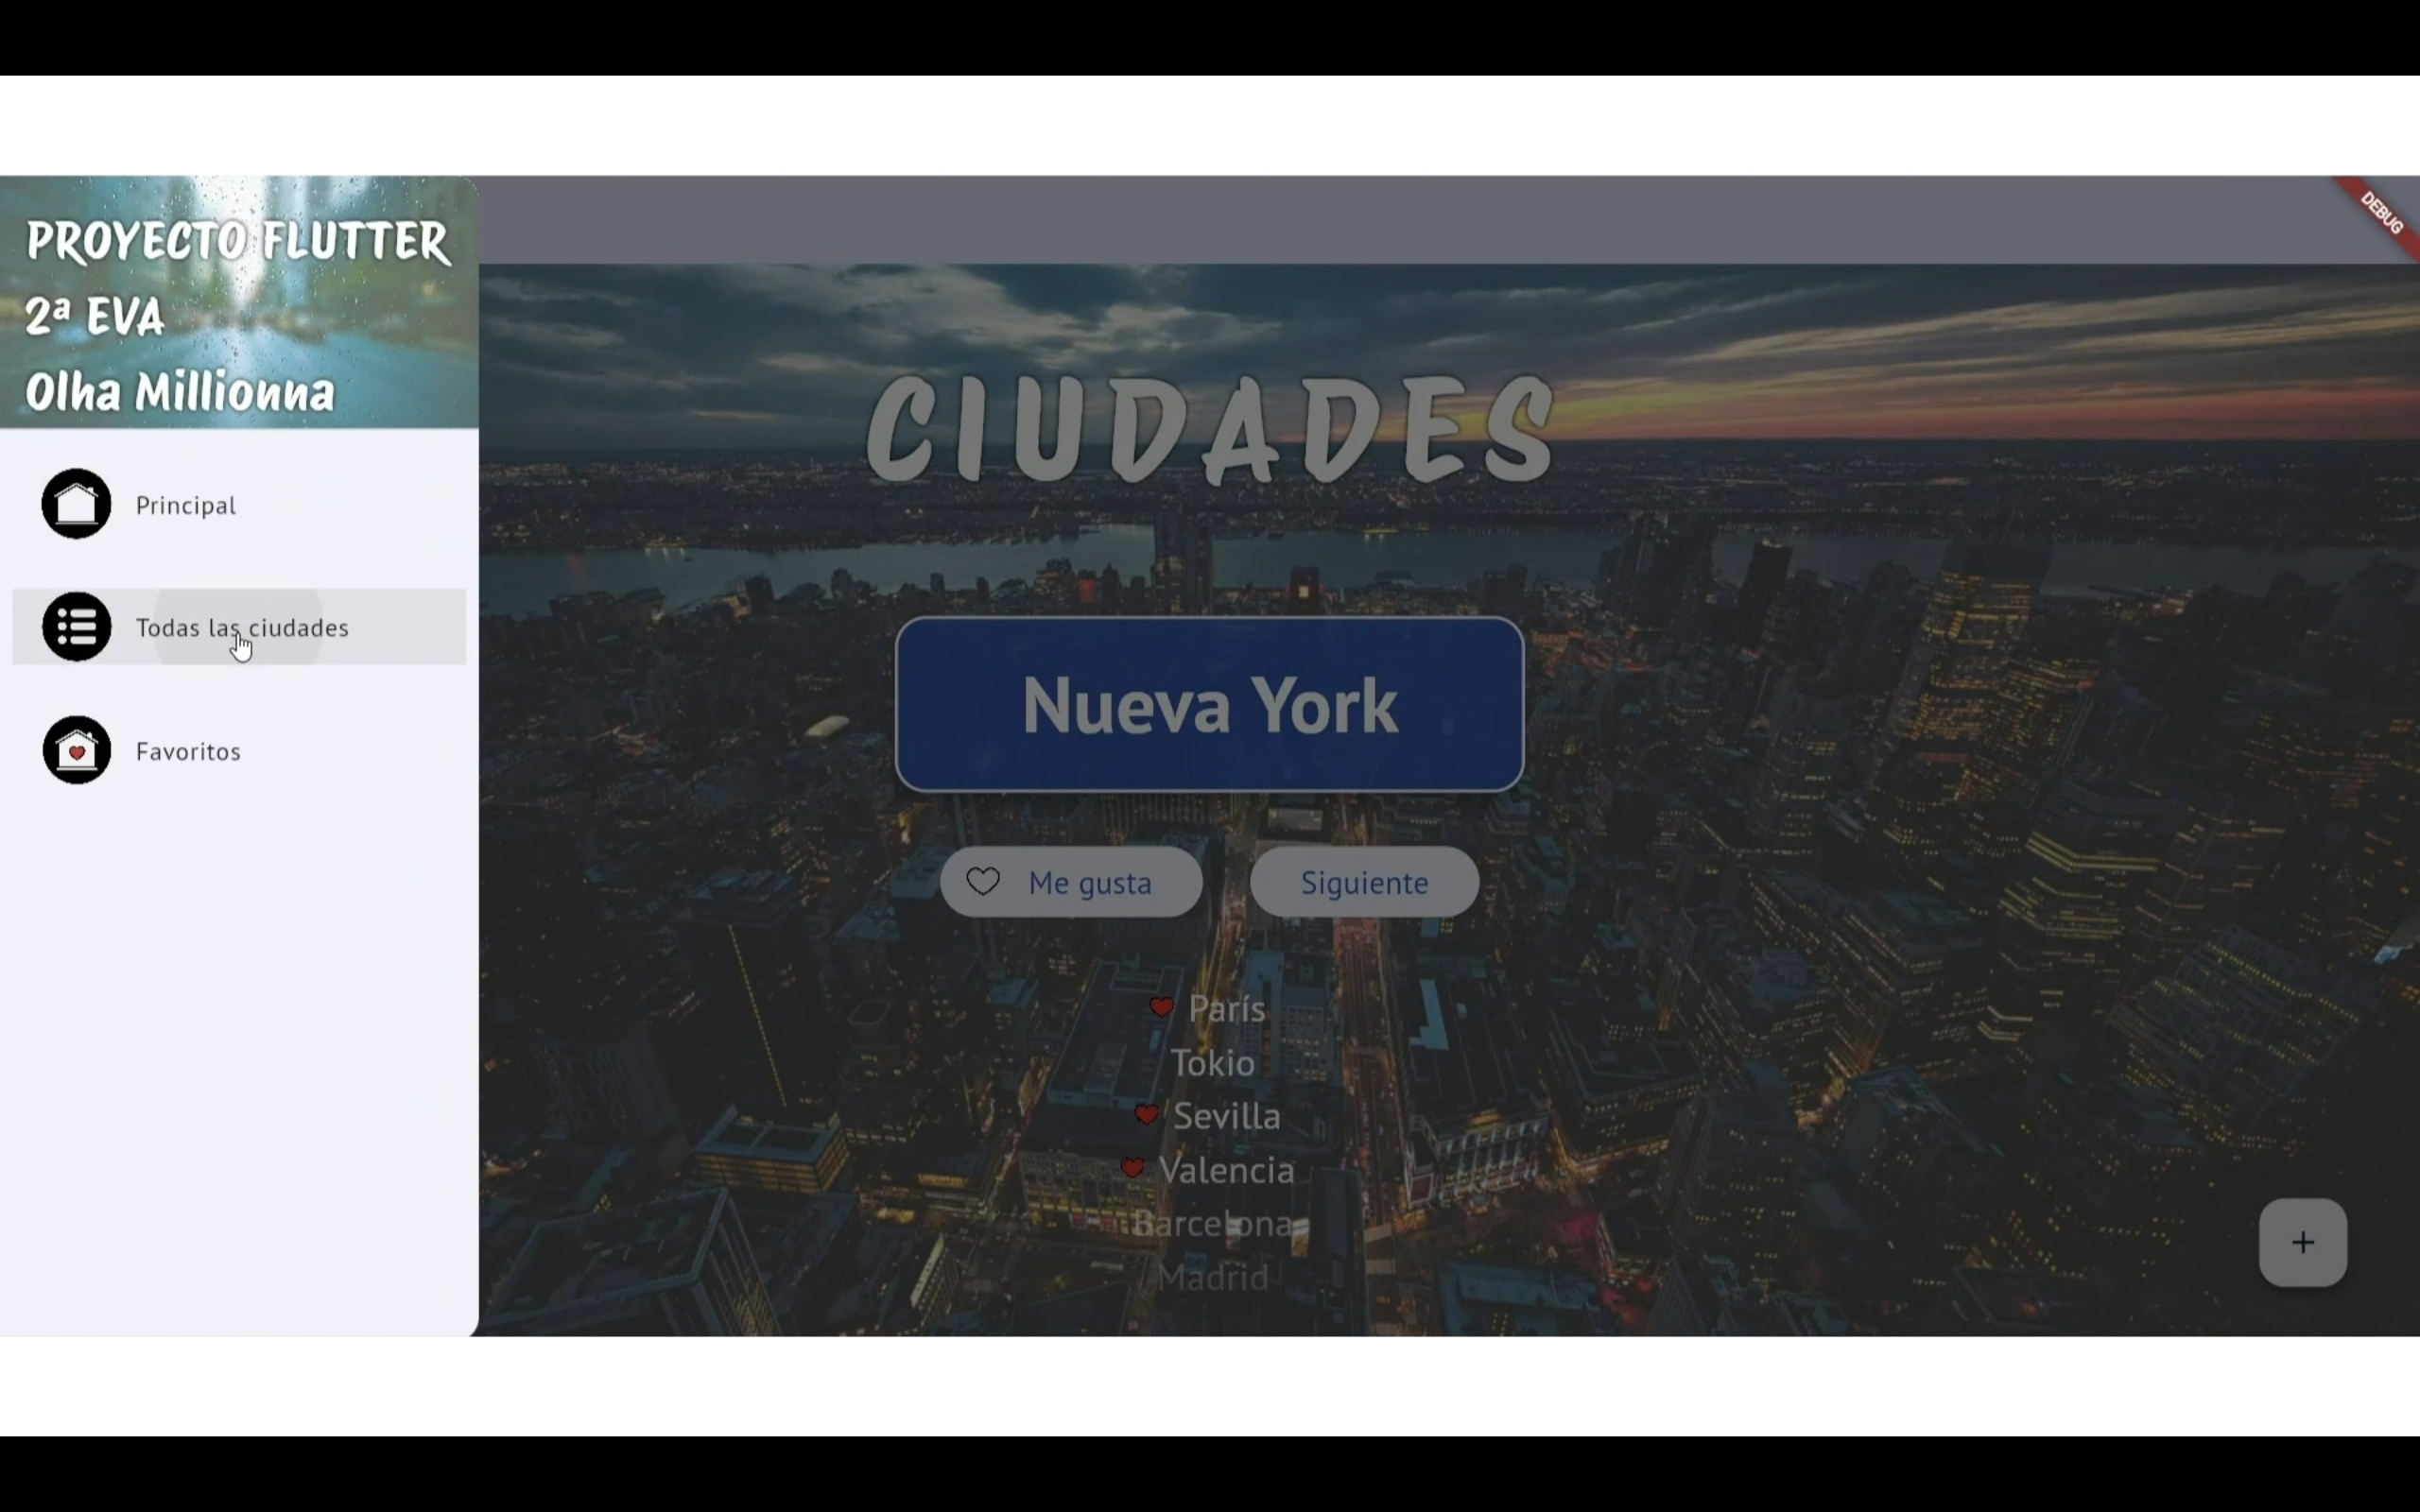 PROYECTO FLUTTER
2ª EVA
Olha Millionna
Principal
Todas las ciudades
Favoritos
DEBUG
CIUDADES
Nueva York
Me gusta
Siguiente
París
Tokio
Sevilla
Valencia
Barcelona
Madrid
+